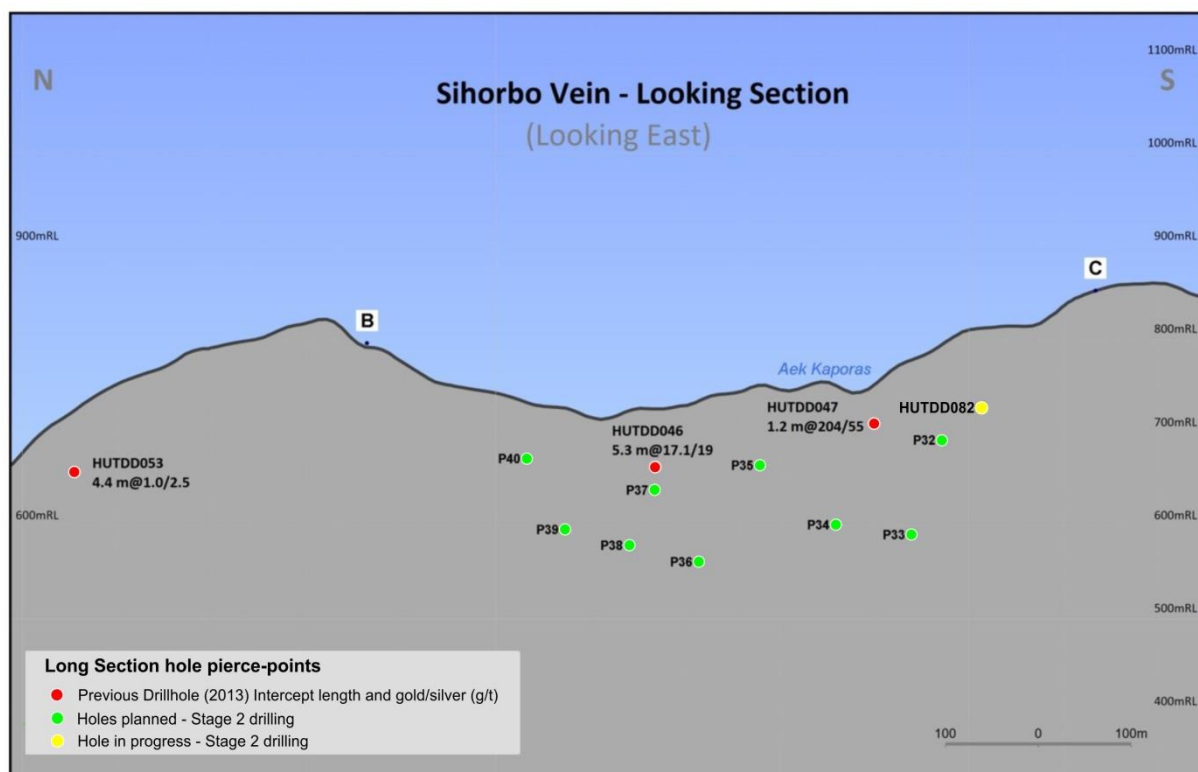 N
S
Sihorbo Vein - Looking Section
(Looking East)
1100mRL
1000mRL
900mRL
900mRL
C
B
800mRL
Aek Kaporas
HUTDD047
1.2 m@204/55
HUTDD082
700mRL
P32
HUTDD046
5.3 m@17.1/19
HUTDD053
4.4 m@1.0/2.5
P40
P35
P37
600mRL
600mRL
P39
P38
P36
P34
P33
500mRL
400mRL
Long Section hole pierce-points
Previous Drillhole (2013) Intercept length and gold/silver (g/t)
Holes planned - Stage 2 drilling
Hole in progress - Stage 2 drilling
100 0 100m